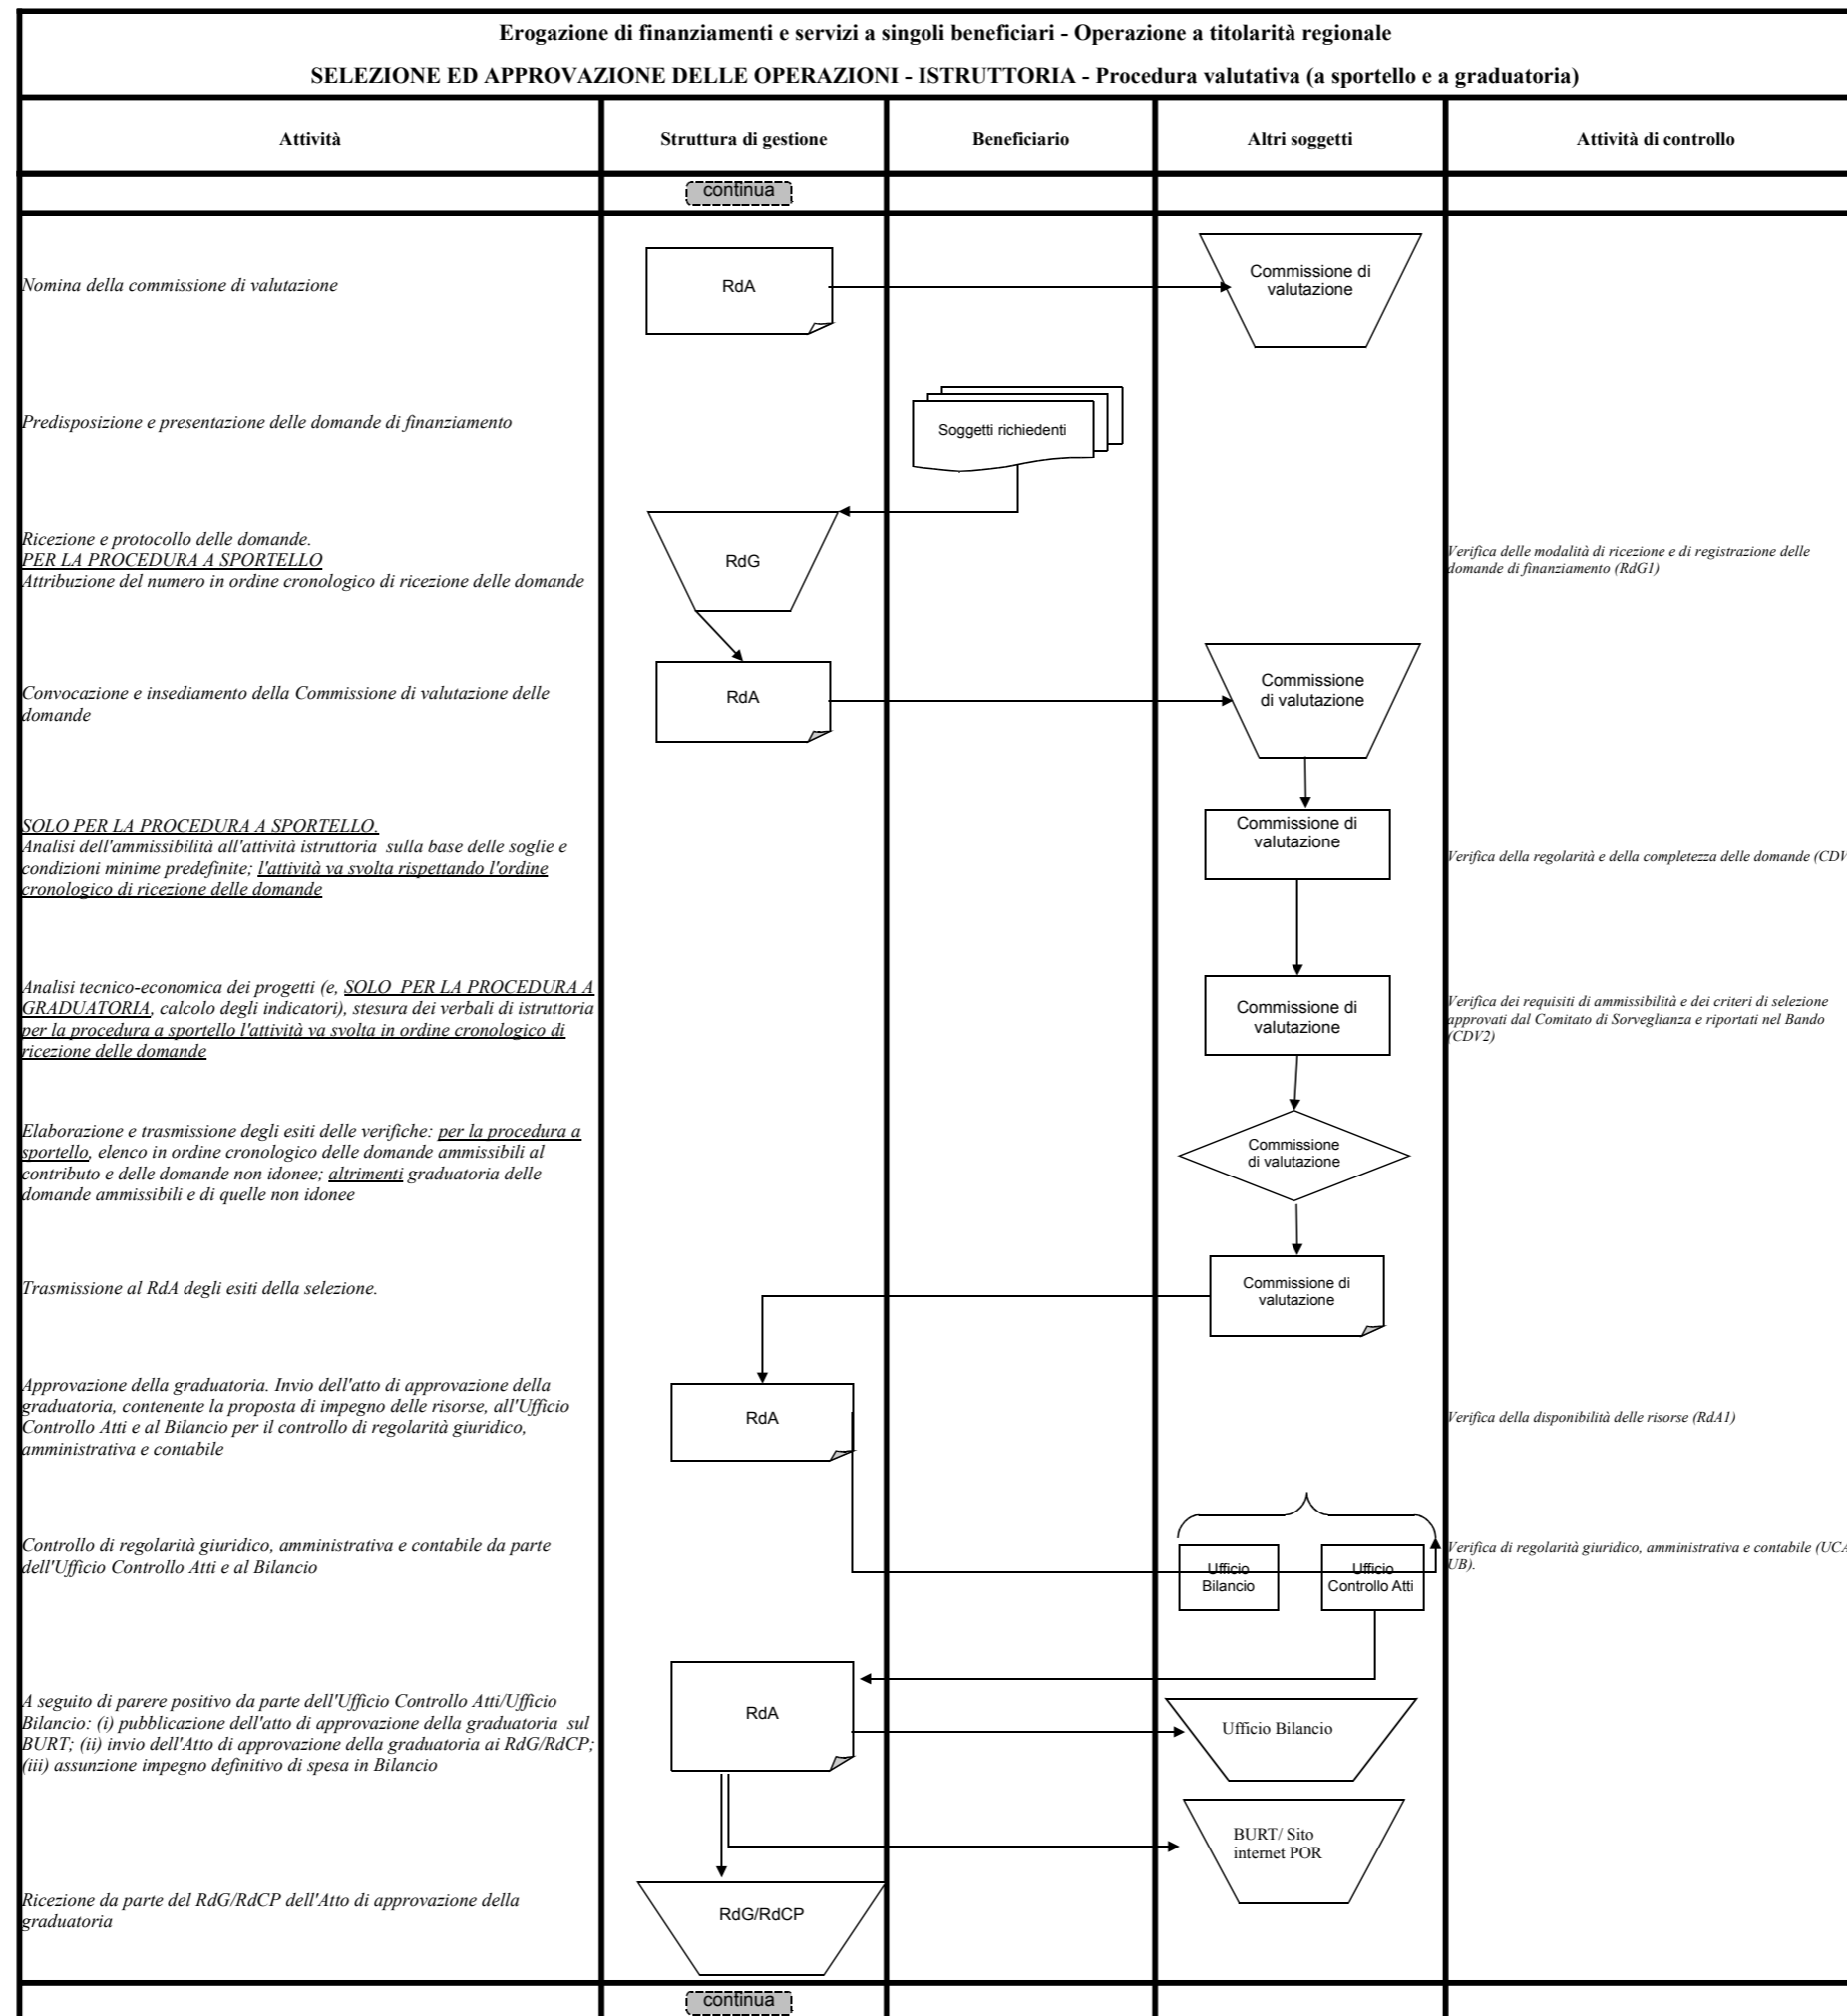 Erogazione di finanziamenti e servizi a singoli beneficiari - Operazione a titolarità regionale
SELEZIONE ED APPROVAZIONE DELLE OPERAZIONI - ISTRUTTORIA - Procedura valutativa (a sportello e a graduatoria)
Attività
Struttura di gestione
Beneficiario
Altri soggetti
Attività di controllo
continua
Nomina della commissione di valutazione
RdA
Commissione di
valutazione
Predisposizione e presentazione delle domande di finanziamento
Soggetti richiedenti
Ricezione e protocollo delle domande.
PER LA PROCEDURA A SPORTELLO
Attribuzione del numero in ordine cronologico di ricezione delle domande
RdG
Verifica delle modalità di ricezione e di registrazione delle
domande di finanziamento (RdG1)
Convocazione e insediamento della Commissione di valutazione delle
domande
RdA
Commissione
di valutazione
SOLO PER LA PROCEDURA A SPORTELLO.
Analisi dell'ammissibilità all'attività istruttoria sulla base delle soglie e
condizioni minime predefinite; l'attività va svolta rispettando l'ordine
cronologico di ricezione delle domande
Commissione di
valutazione
Verifica della regolarità e della completezza delle domande (CDV
Analisi tecnico-economica dei progetti (e, SOLO PER LA PROCEDURA A
GRADUATORIA, calcolo degli indicatori), stesura dei verbali di istruttoria
per la procedura a sportello l'attività va svolta in ordine cronologico di
ricezione delle domande
Commissione di
valutazione
Verifica dei requisiti di ammissibilità e dei criteri di selezione
approvati dal Comitato di Sorveglianza e riportati nel Bando
(CDV2)
Elaborazione e trasmissione degli esiti delle verifiche: per la procedura a
sportello, elenco in ordine cronologico delle domande ammissibili al
contributo e delle domande non idonee; altrimenti graduatoria delle
domande ammissibili e di quelle non idonee
Commissione
di valutazione
Trasmissione al RdA degli esiti della selezione.
Commissione di
valutazione
Approvazione della graduatoria. Invio dell'atto di approvazione della
graduatoria, contenente la proposta di impegno delle risorse, all'Ufficio
Controllo Atti e al Bilancio per il controllo di regolarità giuridico,
amministrativa e contabile
RdA
Verifica della disponibilità delle risorse (RdA1)
Controllo di regolarità giuridico, amministrativa e contabile da parte
dell'Ufficio Controllo Atti e al Bilancio
Ufficio
Bilancio
Ufficio
Controllo Atti
Verifica di regolarità giuridico, amministrativa e contabile (UCA
UB).
A seguito di parere positivo da parte dell'Ufficio Controllo Atti/Ufficio
Bilancio: (i) pubblicazione dell'atto di approvazione della graduatoria sul
BURT; (ii) invio dell'Atto di approvazione della graduatoria ai RdG/RdCP;
(iii) assunzione impegno definitivo di spesa in Bilancio
RdA
Ufficio Bilancio
BURT/ Sito
internet POR
Ricezione da parte del RdG/RdCP dell'Atto di approvazione della
graduatoria
RdG/RdCP
continua